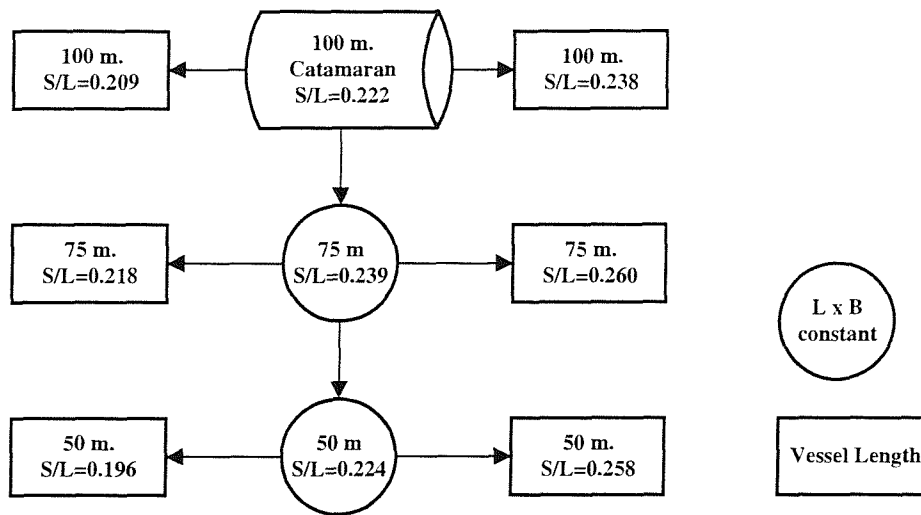 100 m.
S/L=0.209
100 m.
Catamaran
S/L=0.222
100 m.
S/L=0.238
75 m.
S/L=0.218
75 m
S/L=0.239
75 m.
S/L=0.260
L x B
constant
50 m.
S/L=0.196
50 m
S/L=0.224
50 m.
S/L=0.258
Vessel Length